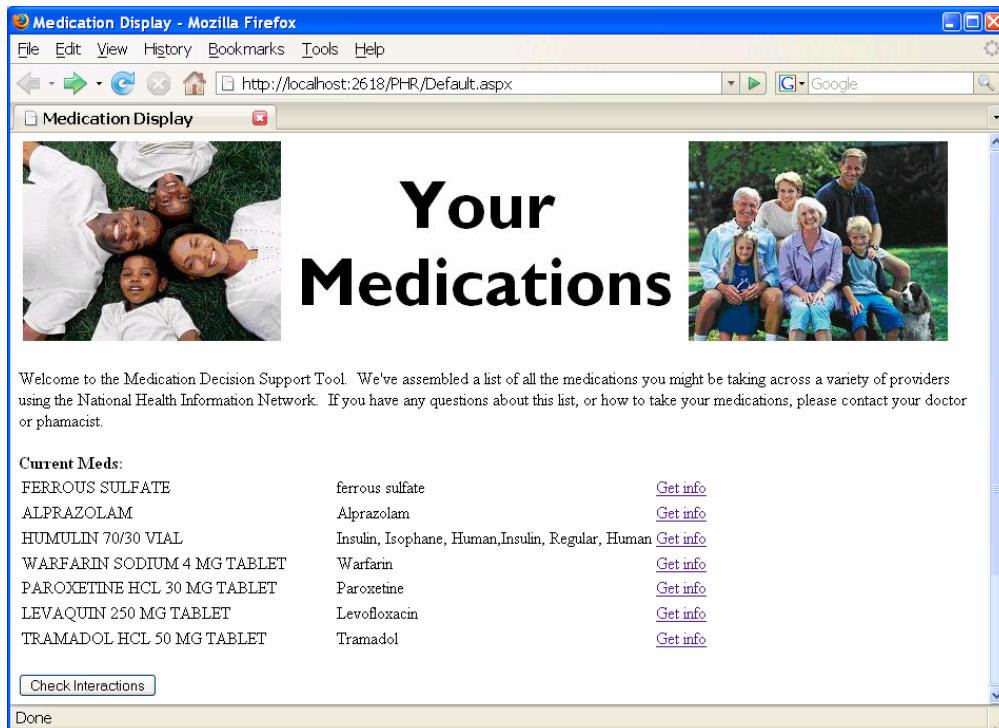 Medication Display - Mozilla Firefox
File Edit View History Bookmarks Tools Help
http://localhost:2618/PHR/Default.aspx G Google
Medication Display
Your
Medications
Welcome to the Medication Decision Support Tool. We've assembled a list of all the medications you might be taking across a variety of providers
using the National Health Information Network. If you have any questions about this list, or how to take your medications, please contact your doctor
or phamacist.
Current Meds:
FERROUS SULFATE ferrous sulfate Get info
ALPRAZOLAM Alprazolam Get info
HUMULIN 70/30 VIAL Insulin, Isophane, Human,Insulin, Regular, Human Get info
WARFARIN SODIUM 4 MG TABLET Warfarin Get info
PAROXETINE HCL 30 MG TABLET Paroxetine Get info
LEVAQUIN 250 MG TABLET Levofloxacin Get info
TRAMADOL HCL 50 MG TABLET Tramadol Get info
Check Interactions
Done